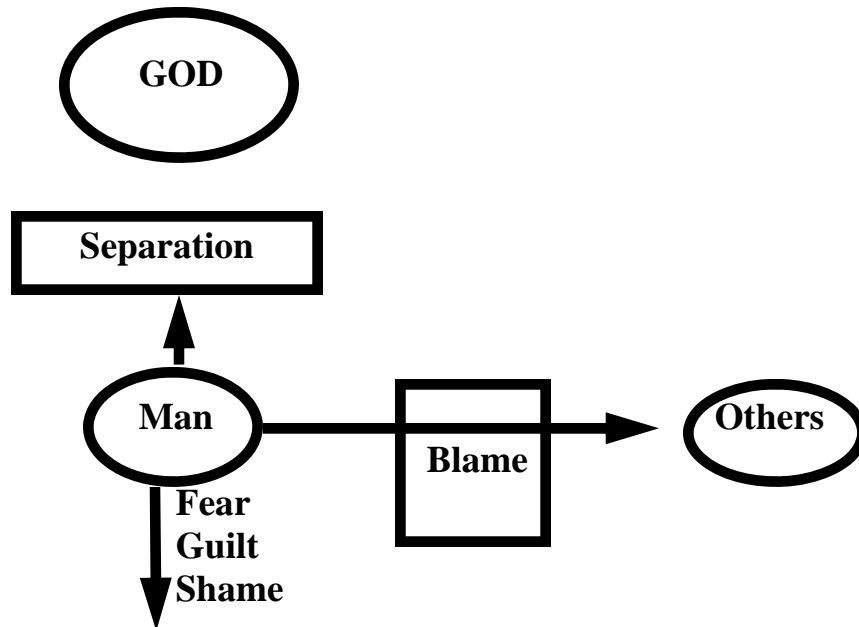 GOD
Separation
Man
Others
Blame
Fear
Guilt
Shame